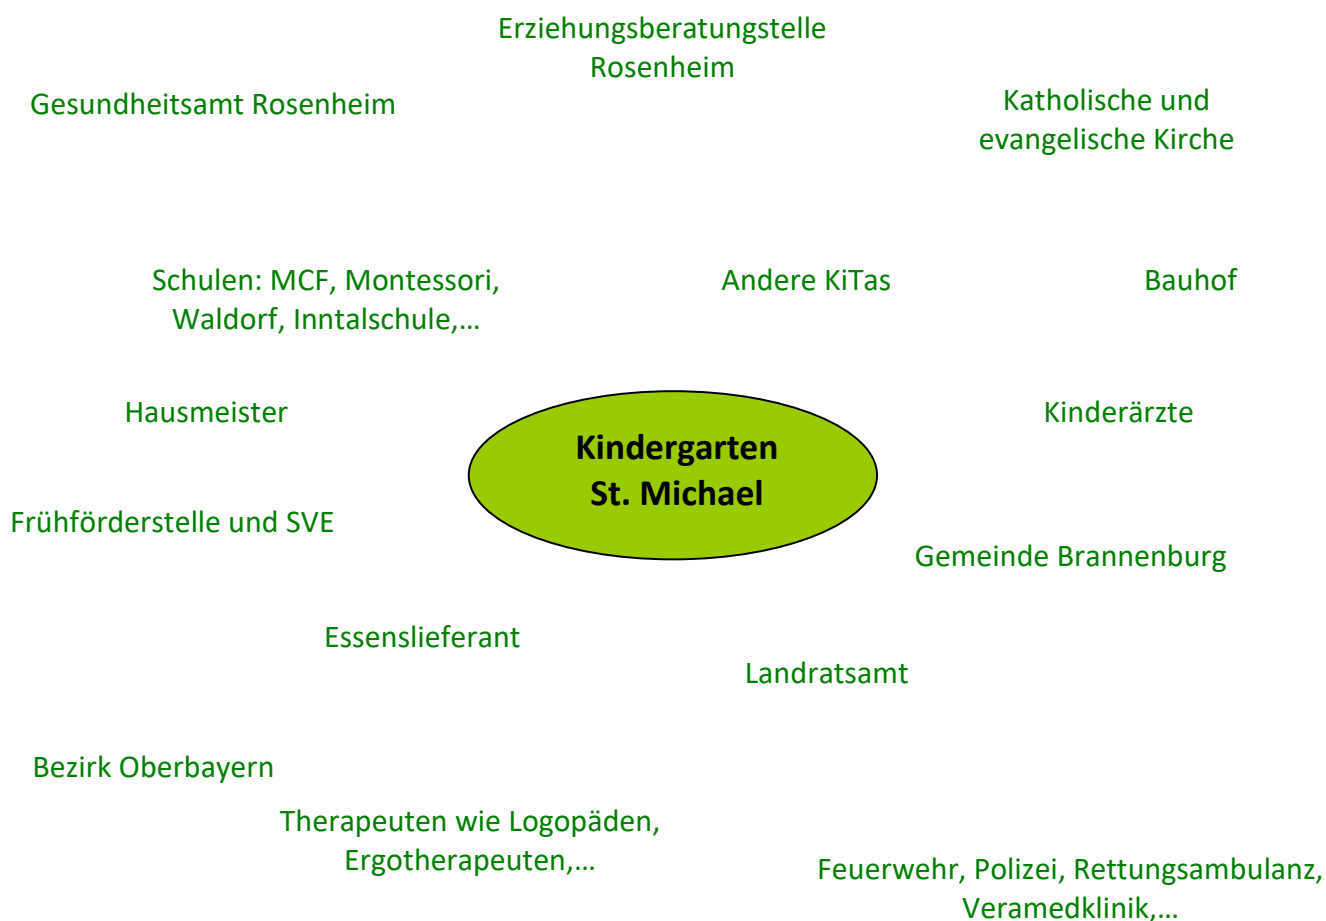 Erziehungsberatungstelle
Rosenheim
Gesundheitsamt Rosenheim
Katholische und
evangelische Kirche
Schulen: MCF, Montessori,
Waldorf, Inntalschule,…
Andere KiTas
Bauhof
Hausmeister
Kinderärzte
Kindergarten
St. Michael
Frühförderstelle und SVE
Gemeinde Brannenburg
Essenslieferant
Landratsamt
Bezirk Oberbayern
Therapeuten wie Logopäden,
Ergotherapeuten,…
Feuerwehr, Polizei, Rettungsambulanz,
Veramedklinik,…